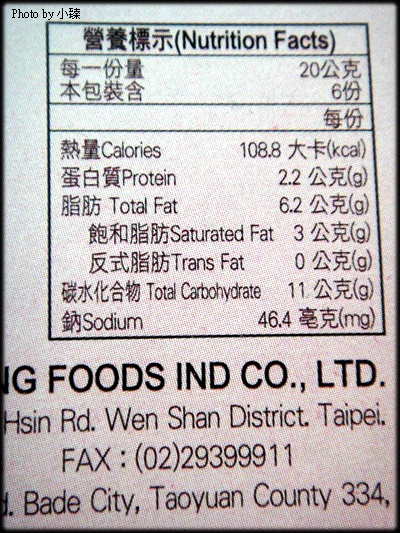 Photo by 小臻
營養標示(Nutrition Facts)
每一份量 20公克
本包裝含 6份
每份
熱量Calories 108.8 大卡(kcal)
蛋白質Protein 2.2 公克(g)
脂肪 Total Fat 6.2 公克(g)
飽和脂肪Saturated Fat 3 公克(g)
反式脂肪Trans Fat 0 公克(g)
碳水化合物 Total Carbohydrate 11 公克(g)
鈉Sodium 46.4 毫克(mg)
NG FOODS IND CO., LTD.
Hsin Rd. Wen Shan District. Taipei.
FAX : (02)29399911
d. Bade City, Taoyuan County 334,